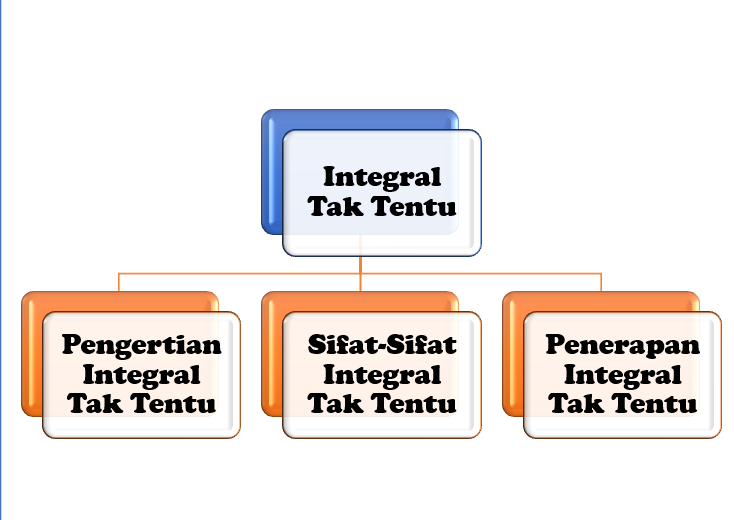 Integral
Tak Tentu
Pengertian
Integral
Tak Tentu
Sifat-Sifat
Integral
Tak Tentu
Penerapan
Integral
Tak Tentu